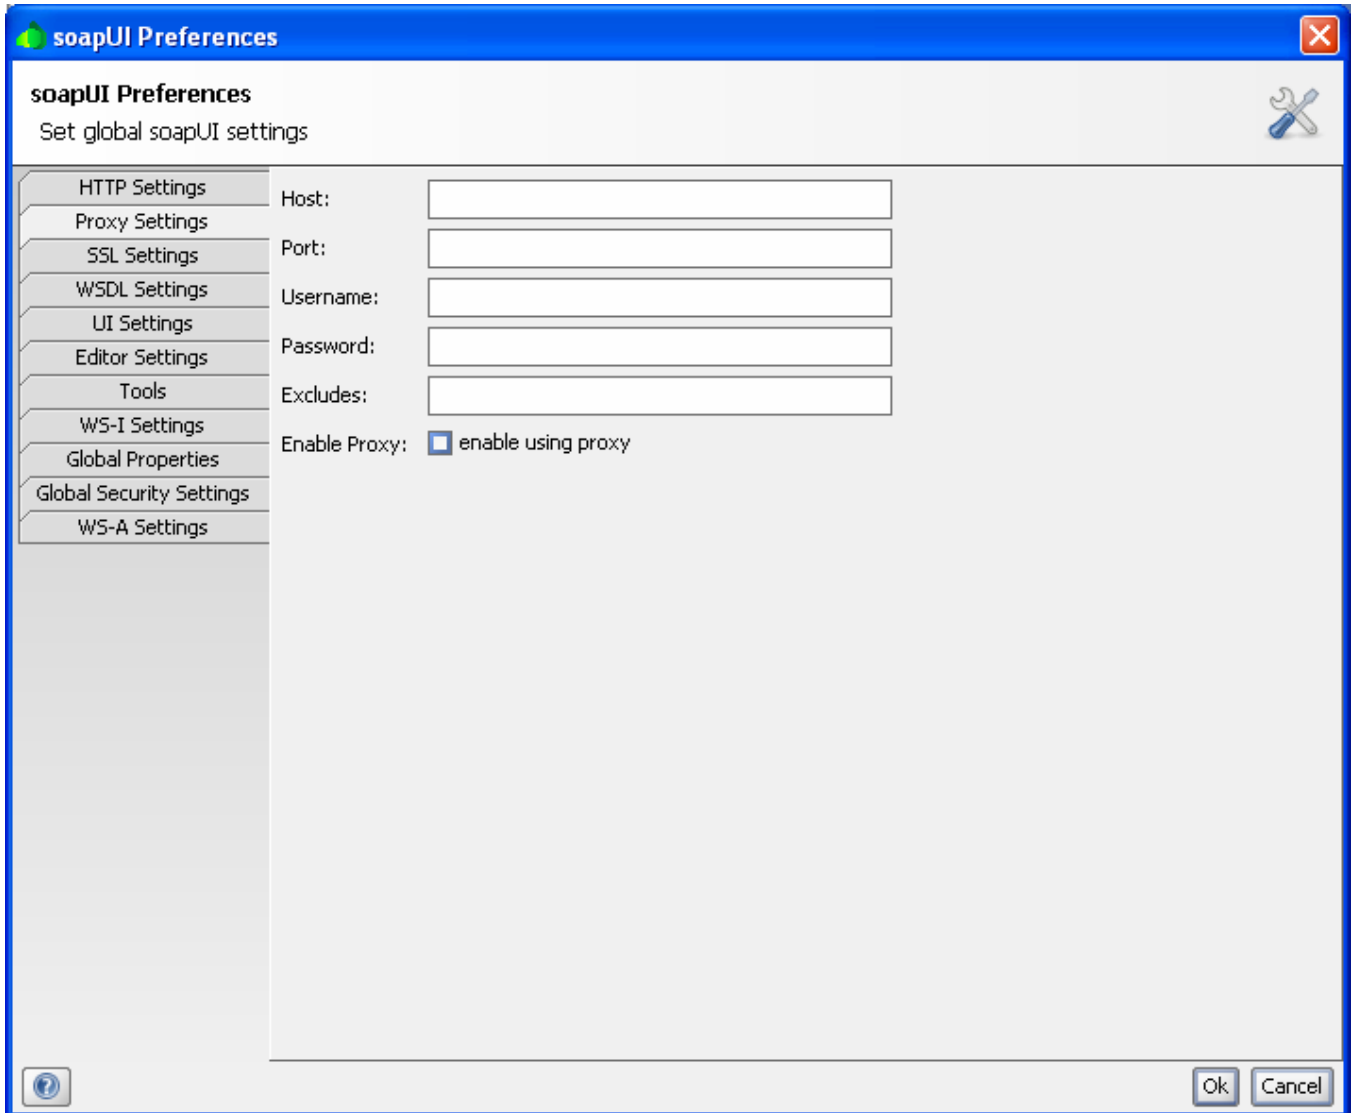 soapUI Preferences
soapUI Preferences
Set global soapUI settings
HTTP Settings
Proxy Settings
SSL Settings
WSDL Settings
UI Settings
Editor Settings
Tools
WS-I Settings
Global Properties
Global Security Settings
WS-A Settings
Host:
Port:
Username:
Password:
Excludes:
Enable Proxy: enable using proxy
?
Ok Cancel